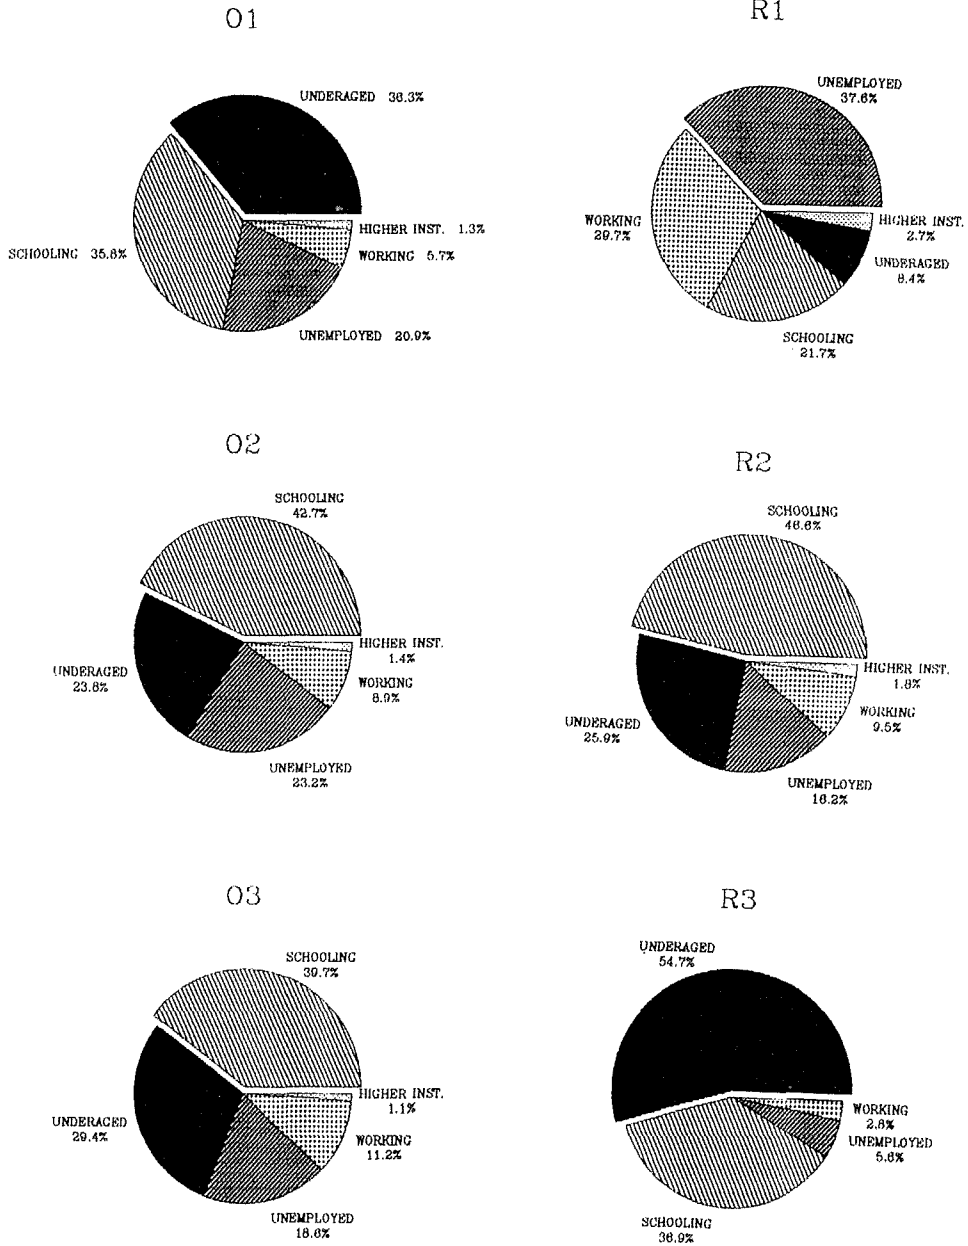 O1
UNDERAGED 36.3%
SCHOOLING 35.8%
HIGHER INST. 1.3%
WORKING 5.7%
UNEMPLOYED 20.9%
R1
UNEMPLOYED
37.6%
WORKING
29.7%
HIGHER INST.
2.7%
UNDERAGED
8.4%
SCHOOLING
21.7%
O2
SCHOOLING
42.7%
UNDERAGED
23.8%
HIGHER INST.
1.4%
WORKING
8.9%
UNEMPLOYED
23.2%
R2
SCHOOLING
46.6%
UNDERAGED
25.9%
HIGHER INST.
1.8%
WORKING
9.5%
UNEMPLOYED
16.2%
O3
SCHOOLING
39.7%
UNDERAGED
29.4%
HIGHER INST.
1.1%
WORKING
11.2%
UNEMPLOYED
18.6%
R3
UNDERAGED
54.7%
WORKING
2.8%
UNEMPLOYED
5.6%
SCHOOLING
36.9%